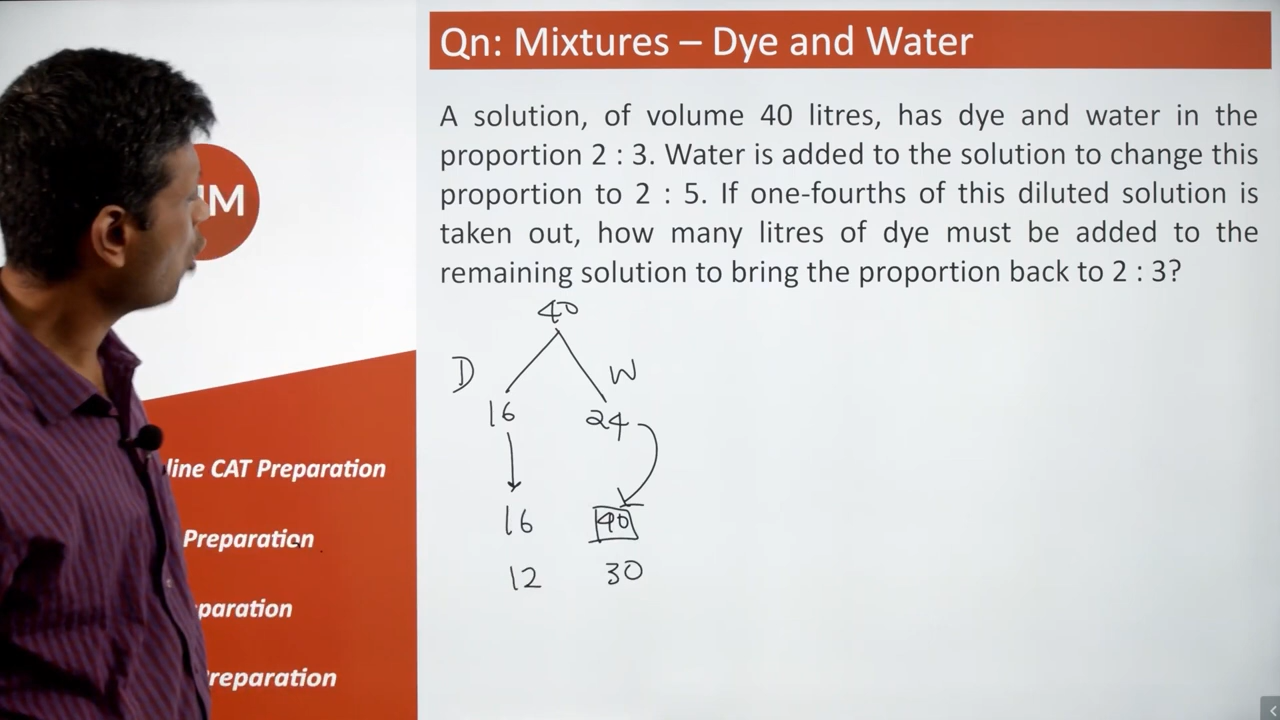 Qn: Mixtures – Dye and Water
A solution, of volume 40 litres, has dye and water in the
proportion 2 : 3. Water is added to the solution to change this
proportion to 2 : 5. If one-fourths of this diluted solution is
taken out, how many litres of dye must be added to the
remaining solution to bring the proportion back to 2 : 3?
40
D W
16 24
16 40
12 30
line CAT Preparation
Preparation
paration
reparation